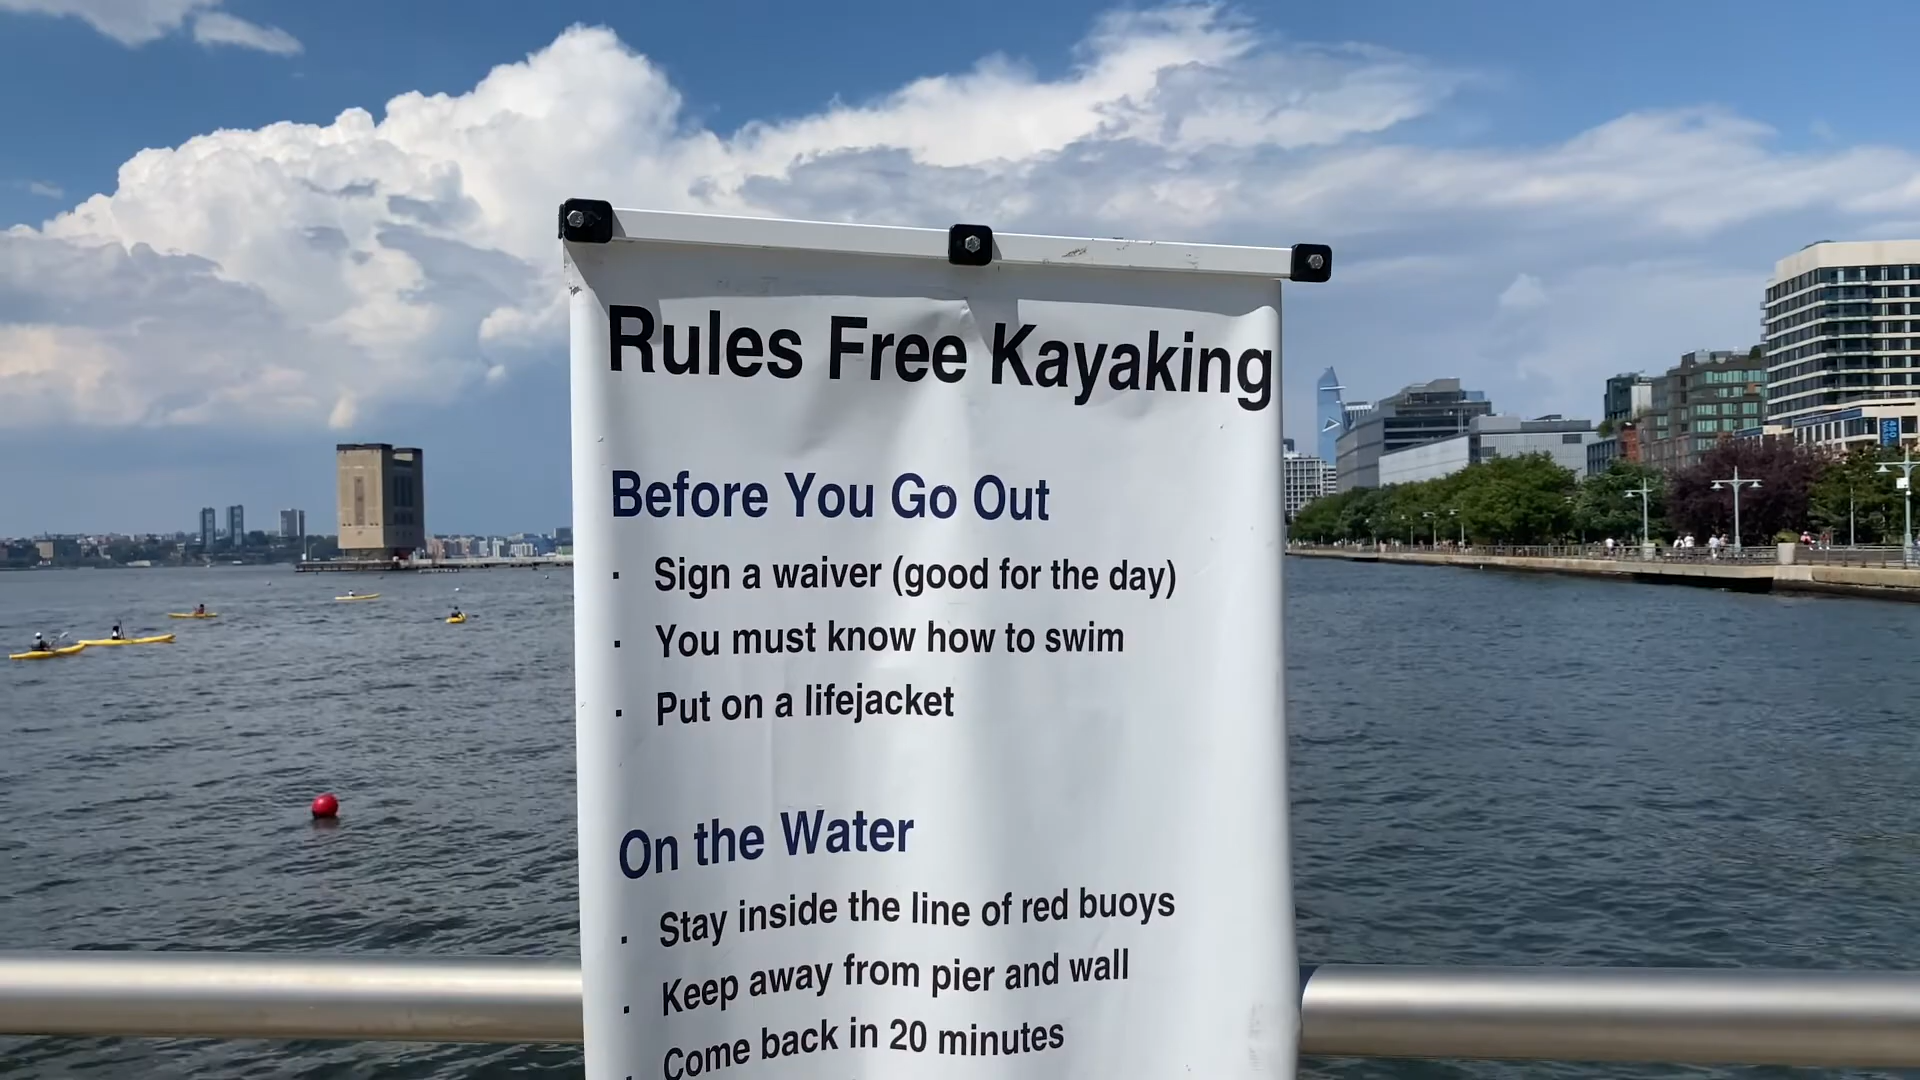 Rules Free Kayaking
Before You Go Out
· Sign a waiver (good for the day)
· You must know how to swim
· Put on a lifejacket
On the Water
· Stay inside the line of red buoys
· Keep away from pier and wall
· Come back in 20 minutes